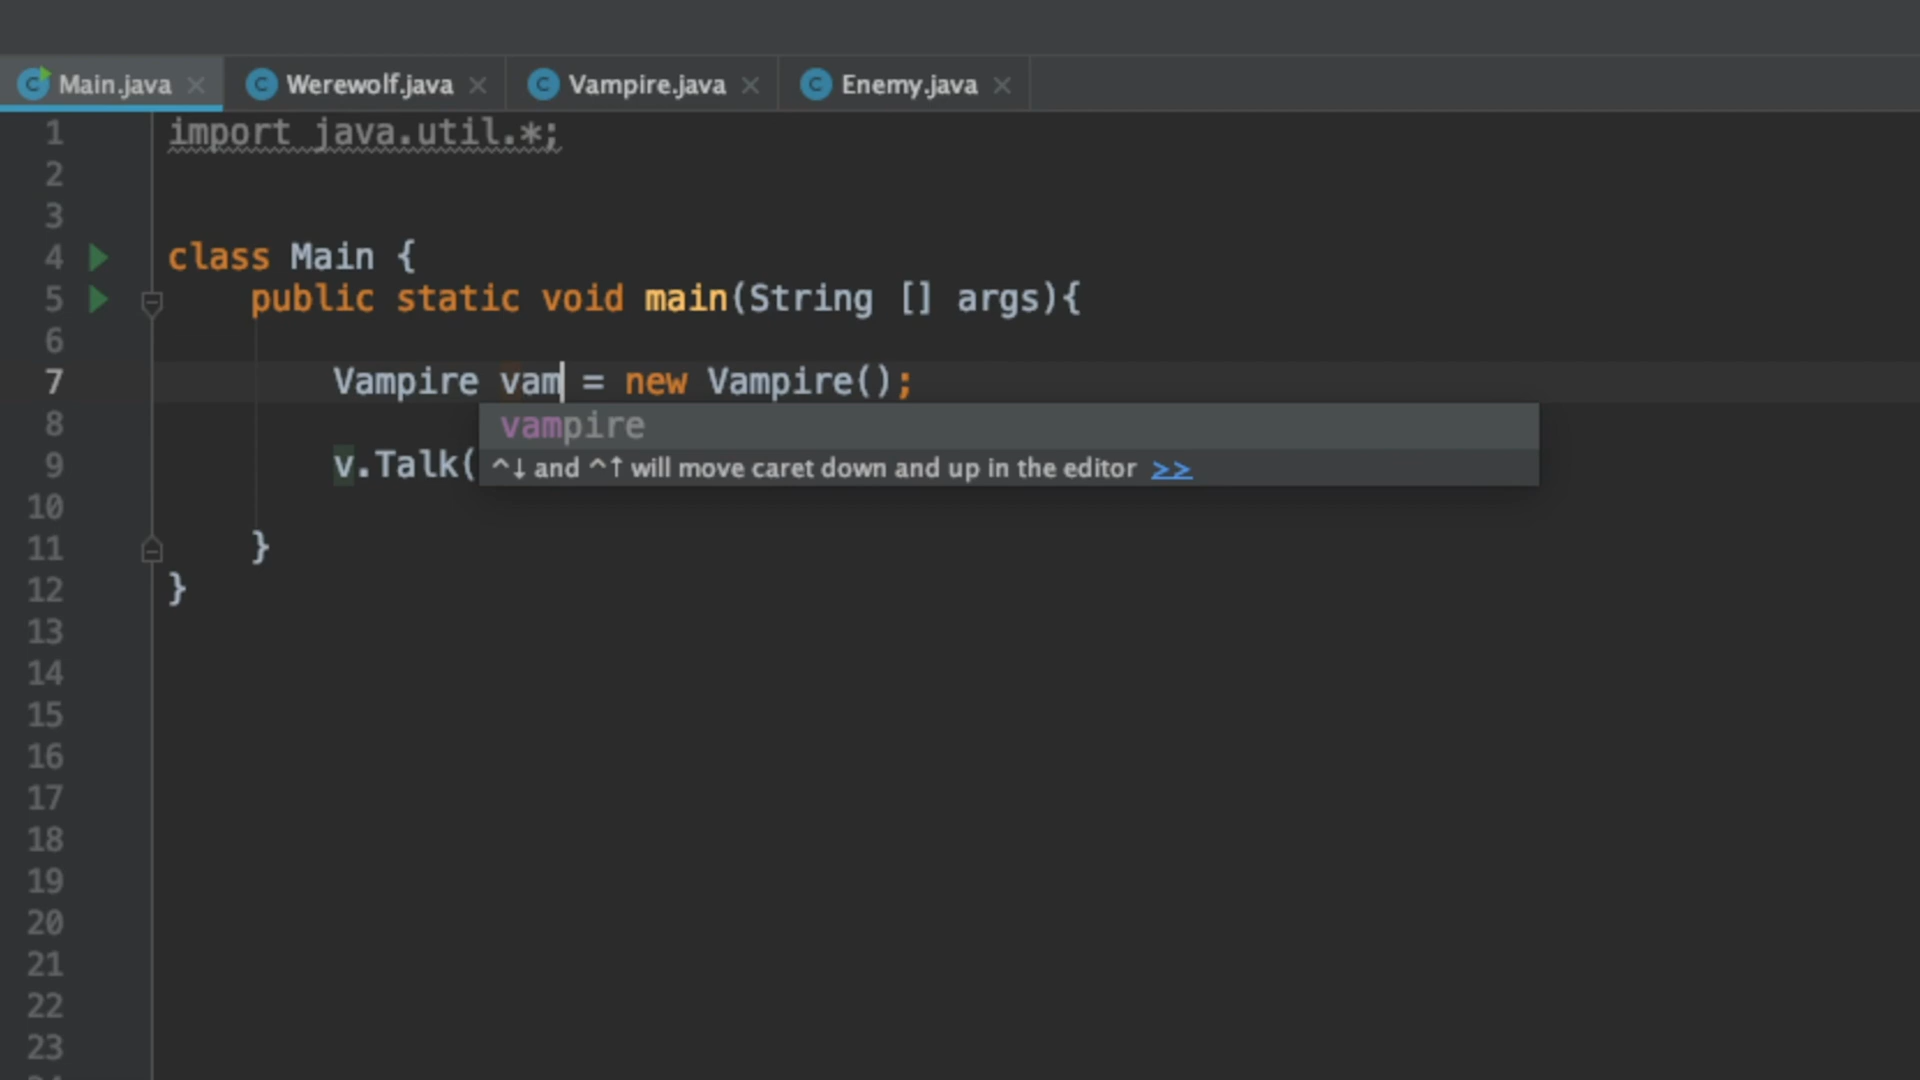 Main.java Werewolf.java Vampire.java Enemy.java
1 import java.util.*;
2
3
4 class Main {
5 public static void main(String [] args){
6
7 Vampire vam = new Vampire();
8 vampire
9 v.Talk( ^↓ and ^↑ will move caret down and up in the editor >>
10
11 }
12 }
13
14
15
16
17
18
19
20
21
22
23